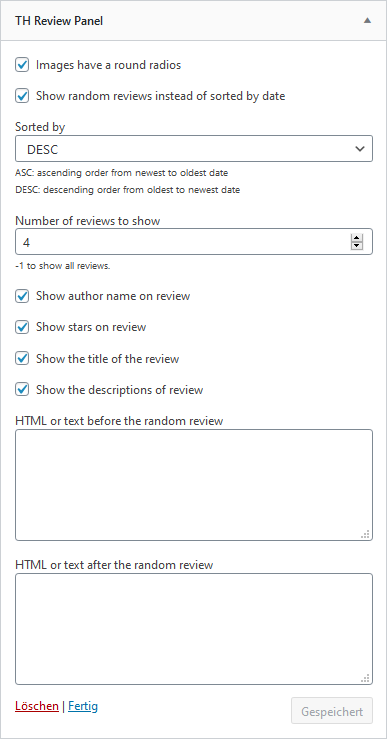 TH Review Panel
Images have a round radios
Show random reviews instead of sorted by date
Sorted by
DESC
ASC: ascending order from newest to oldest date
DESC: descending order from oldest to newest date
Number of reviews to show
4
-1 to show all reviews.
Show author name on review
Show stars on review
Show the title of the review
Show the descriptions of review
HTML or text before the random review
HTML or text after the random review
Löschen | Fertig
Gespeichert